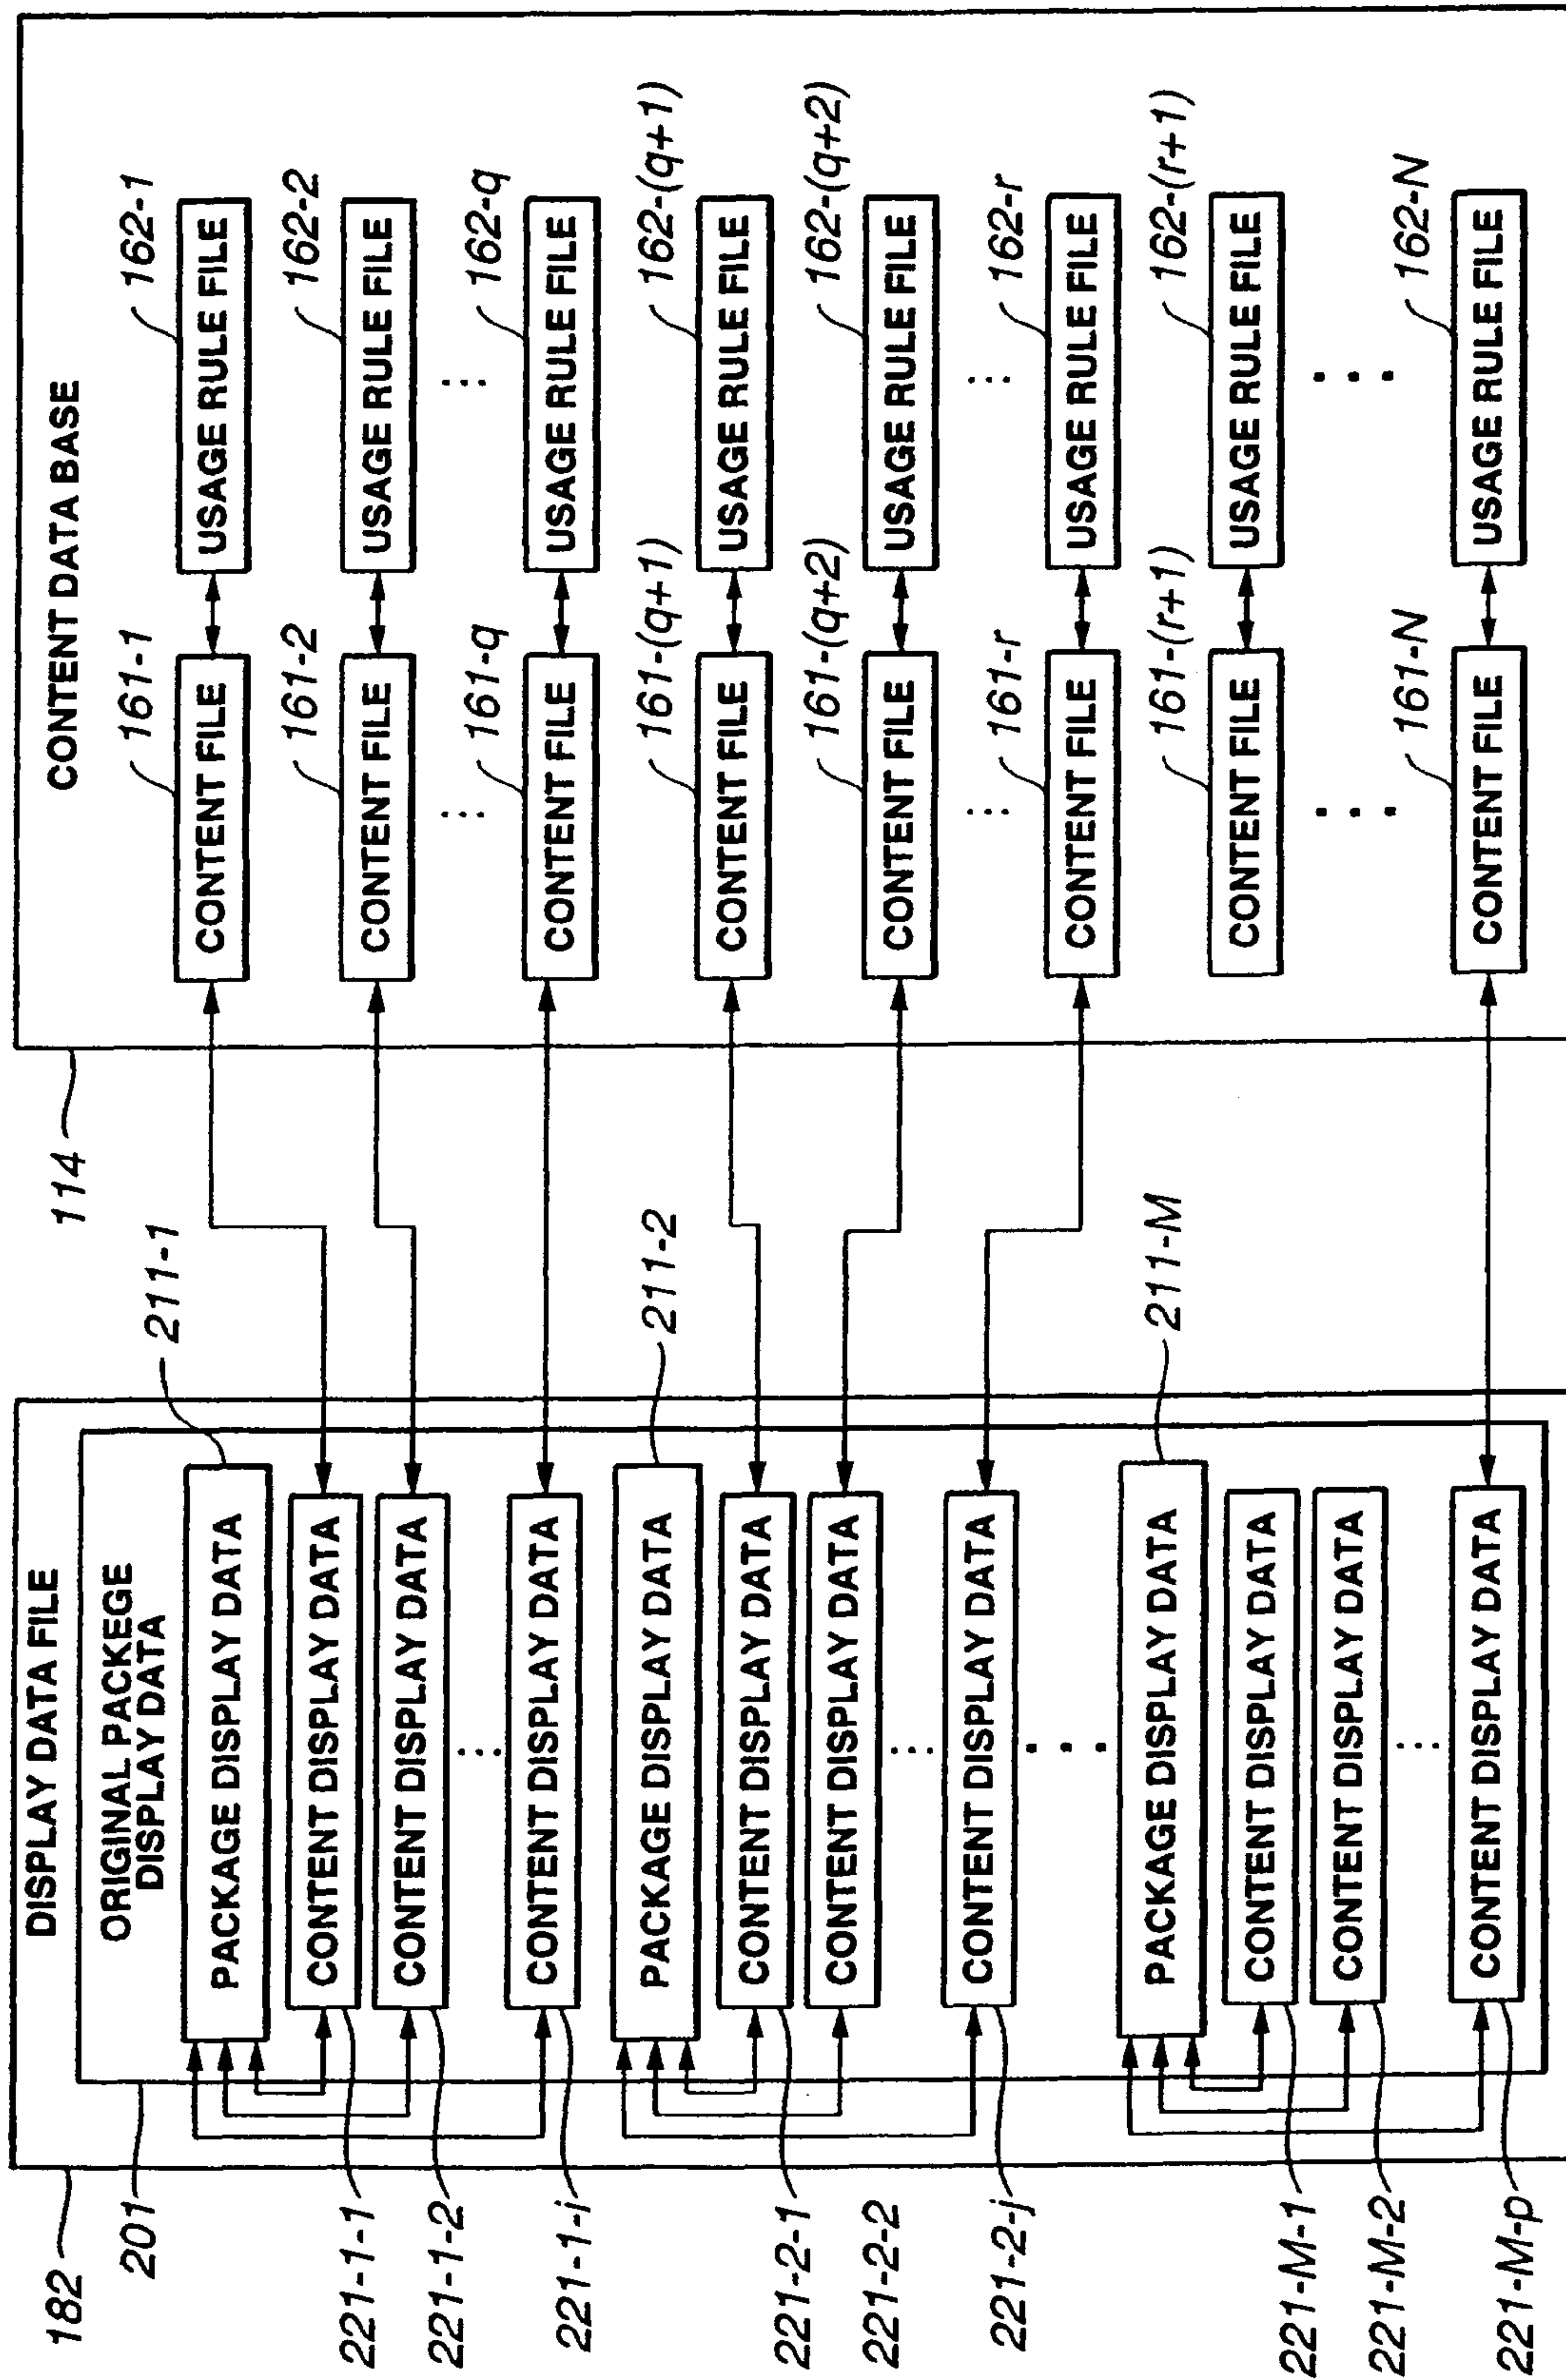 DISPLAY DATA FILE
182
ORIGINAL PACKEGE
DISPLAY DATA
201
PACKAGE DISPLAY DATA
211-1
CONTENT DISPLAY DATA
221-1-1
CONTENT DISPLAY DATA
221-1-2
...
CONTENT DISPLAY DATA
221-1-i
PACKAGE DISPLAY DATA
211-2
CONTENT DISPLAY DATA
221-2-1
CONTENT DISPLAY DATA
221-2-2
...
CONTENT DISPLAY DATA
221-2-j
...
PACKAGE DISPLAY DATA
211-M
CONTENT DISPLAY DATA
221-M-1
CONTENT DISPLAY DATA
221-M-2
...
CONTENT DISPLAY DATA
221-M-p
CONTENT DATA BASE
114
161-1 162-1
CONTENT FILE USAGE RULE FILE
161-2 162-2
CONTENT FILE USAGE RULE FILE
... ...
161-q 162-q
CONTENT FILE USAGE RULE FILE
161-(q+1) 162-(q+1)
CONTENT FILE USAGE RULE FILE
161-(q+2) 162-(q+2)
CONTENT FILE USAGE RULE FILE
... ...
161-r 162-r
CONTENT FILE USAGE RULE FILE
161-(r+1) 162-(r+1)
CONTENT FILE USAGE RULE FILE
... ...
161-N 162-N
CONTENT FILE USAGE RULE FILE